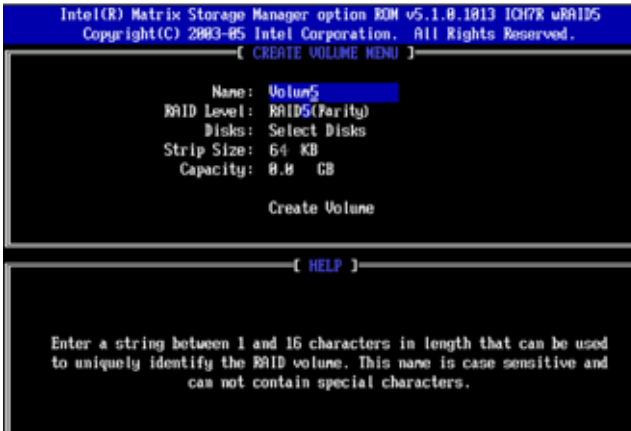 Intel(R) Matrix Storage Manager option ROM v5.1.0.1013 ICH7R wRAID5
Copyright(C) 2003-05 Intel Corporation. All Rights Reserved.
[ CREATE VOLUME MENU ]
Name: Volum5
RAID Level: RAID5(Parity)
Disks: Select Disks
Strip Size: 64 KB
Capacity: 0.0 GB
Create Volume
[ HELP ]
Enter a string between 1 and 16 characters in length that can be used
to uniquely identify the RAID volume. This name is case sensitive and
can not contain special characters.